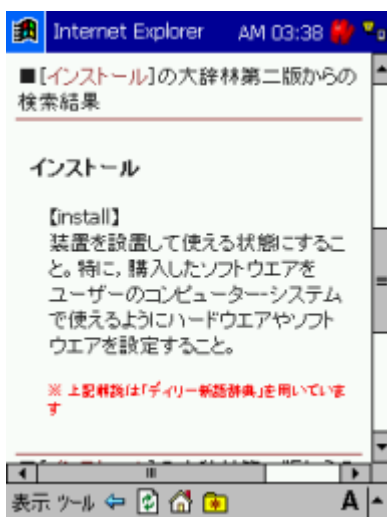 Internet Explorer AM 03:38
■[インストール]の大辞林第二版からの
検索結果
インストール
【install】
装置を設置して使える状態にするこ
と。特に,購入したソフトウエアを
ユーザーのコンピューター-システム
で使えるようにハードウエアやソフト
ウエアを設定すること。
※ 上記解説は「デイリー新語辞典」を用いていま
す
表示 ツール A